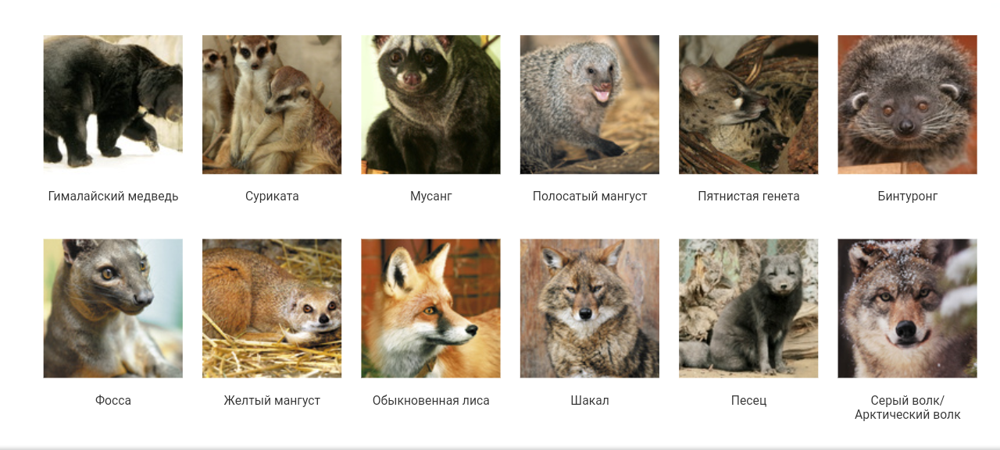 Гималайский медведь
Суриката
Мусанг
Полосатый мангуст
Пятнистая генета
Бинтуронг
Фосса
Желтый мангуст
Обыкновенная лиса
Шакал
Песец
Серый волк/
Арктический волк